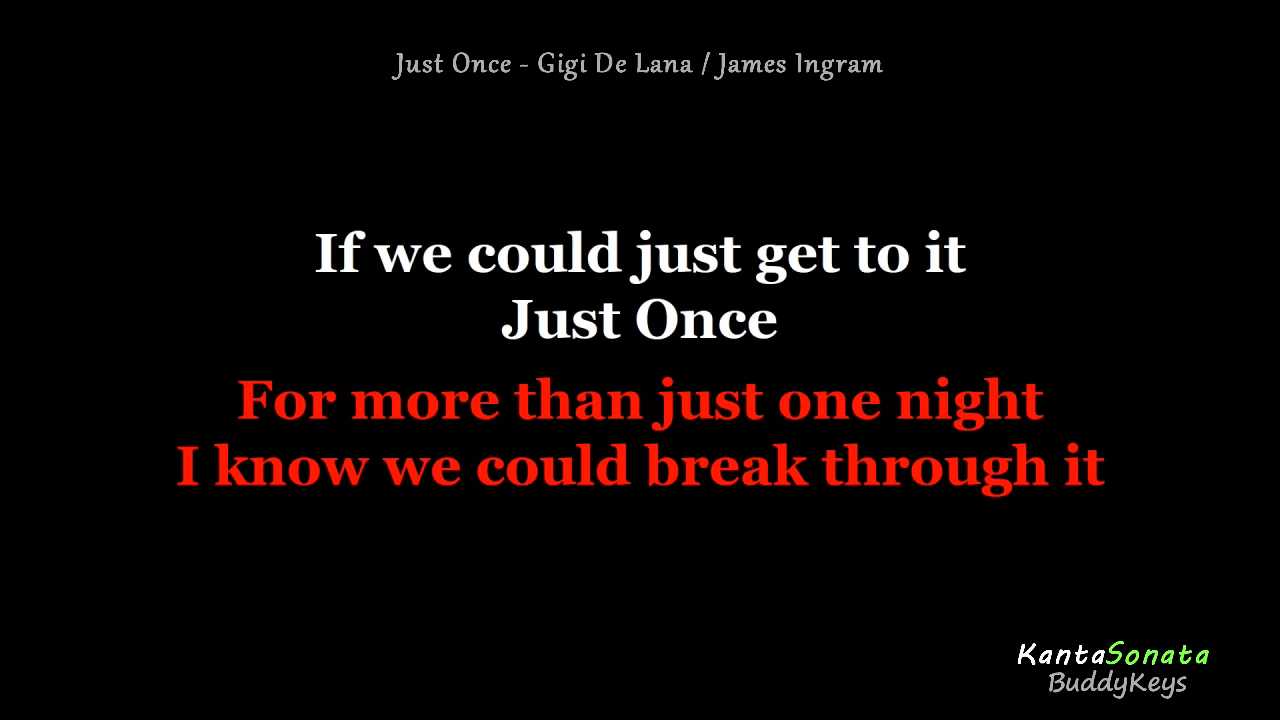 Just Once - Gigi De Lana / James Ingram
If we could just get to it
Just Once
For more than just one night
I know we could break through it
KantaSonata
BuddyKeys